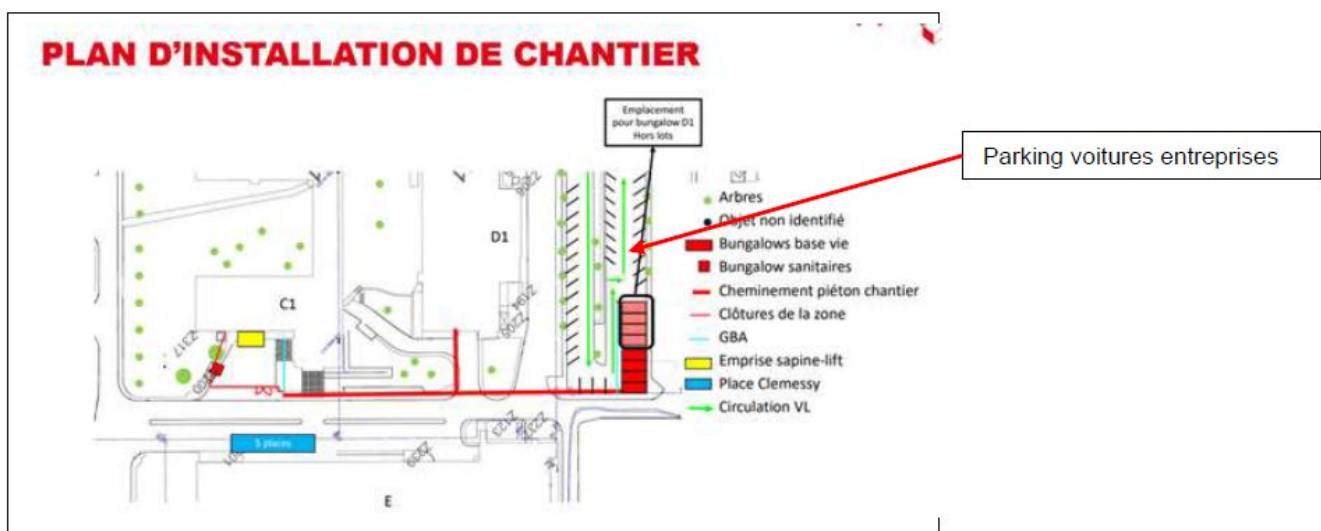 PLAN D'INSTALLATION DE CHANTIER
Emplacement
pour bungalow D1
Hors lots
Parking voitures entreprises
Arbres
Objet non identifié
Bungalows base vie
Bungalow sanitaires
Cheminement piéton chantier
Clôtures de la zone
GBA
Emprise sapine-lift
Place Clemessy
Circulation VL
D1
C1
Z317
5 places
E